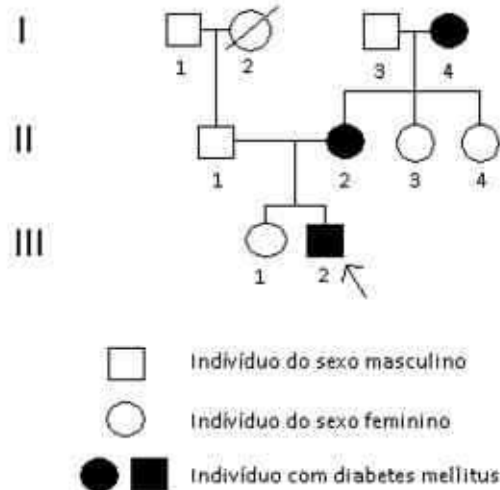 I
1 2 3 4
II
1 2 3 4
III
1 2
Indivíduo do sexo masculino
Indivíduo do sexo feminino
Indivíduo com diabetes mellitus